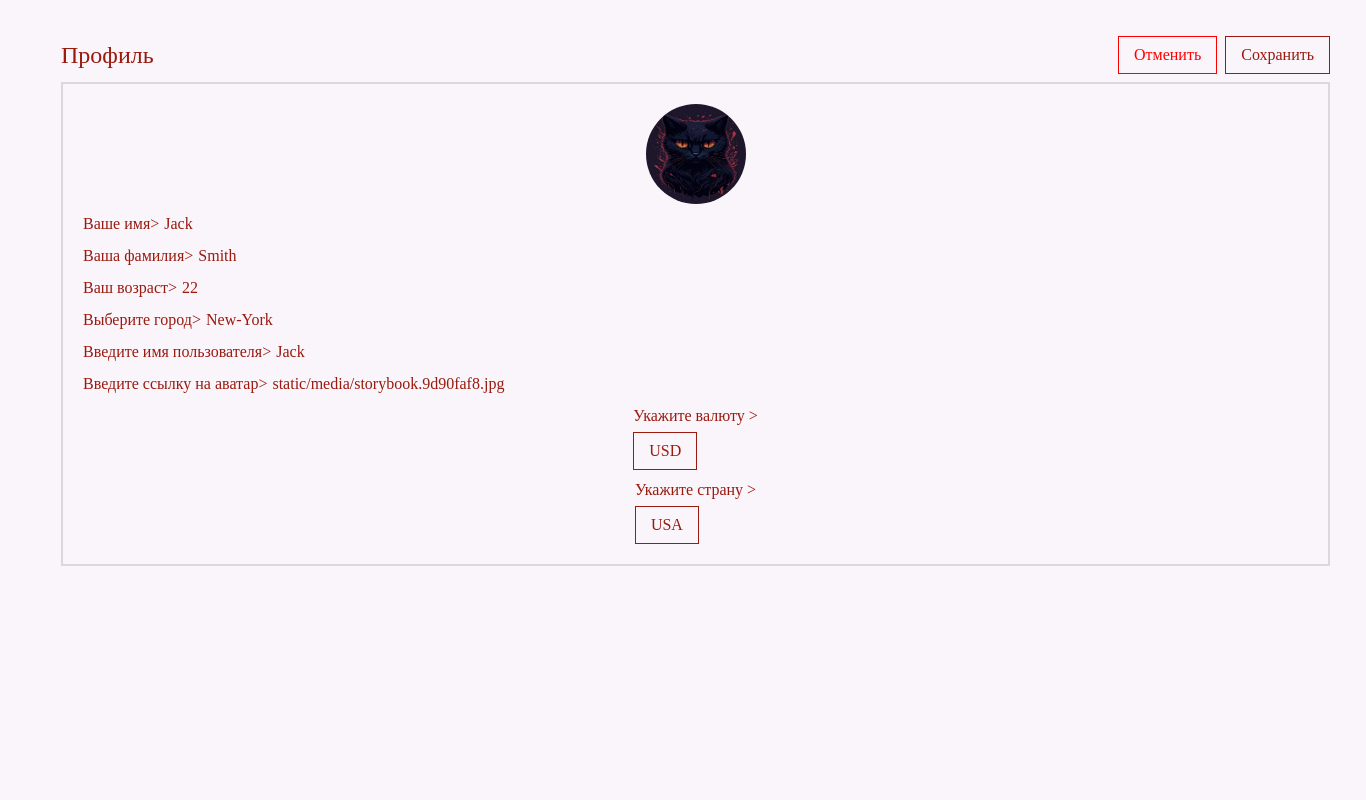 Профиль
Отменить
Сохранить
Ваше имя> Jack
Ваша фамилия> Smith
Ваш возраст> 22
Выберите город> New-York
Введите имя пользователя> Jack
Введите ссылку на аватар> static/media/storybook.9d90faf8.jpg
Укажите валюту >
USD
Укажите страну >
USA